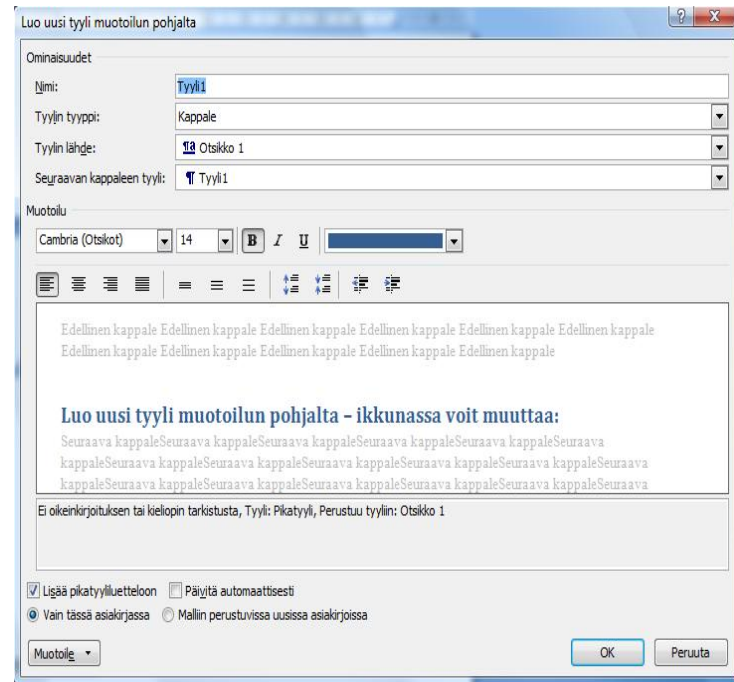 Luo uusi tyyli muotoilun pohjalta
Ominaisuudet
Nimi: Tyyli1
Tyylin tyyppi: Kappale
Tyylin lähde: ¶a Otsikko 1
Seuraavan kappaleen tyyli: ¶ Tyyli1
Muotoilu
Cambria (Otsikot) 14 B I U
Edellinen kappale Edellinen kappale Edellinen kappale Edellinen kappale Edellinen kappale Edellinen kappale
Edellinen kappale Edellinen kappale Edellinen kappale Edellinen kappale Edellinen kappale
Luo uusi tyyli muotoilun pohjalta – ikkunassa voit muuttaa:
Seuraava kappaleSeuraava kappaleSeuraava kappaleSeuraava kappaleSeuraava kappaleSeuraava
kappaleSeuraava kappaleSeuraava kappaleSeuraava kappaleSeuraava kappaleSeuraava
kappaleSeuraava kappaleSeuraava kappaleSeuraava kappaleSeuraava kappaleSeuraava
Ei oikeinkirjoituksen tai kieliopin tarkistusta, Tyyli: Pikatyyli, Perustuu tyyliin: Otsikko 1
Lisää pikatyyliluetteloon Päivitä automaattisesti
Vain tässä asiakirjassa Malliin perustuvissa uusissa asiakirjoissa
Muotoile OK Peruuta